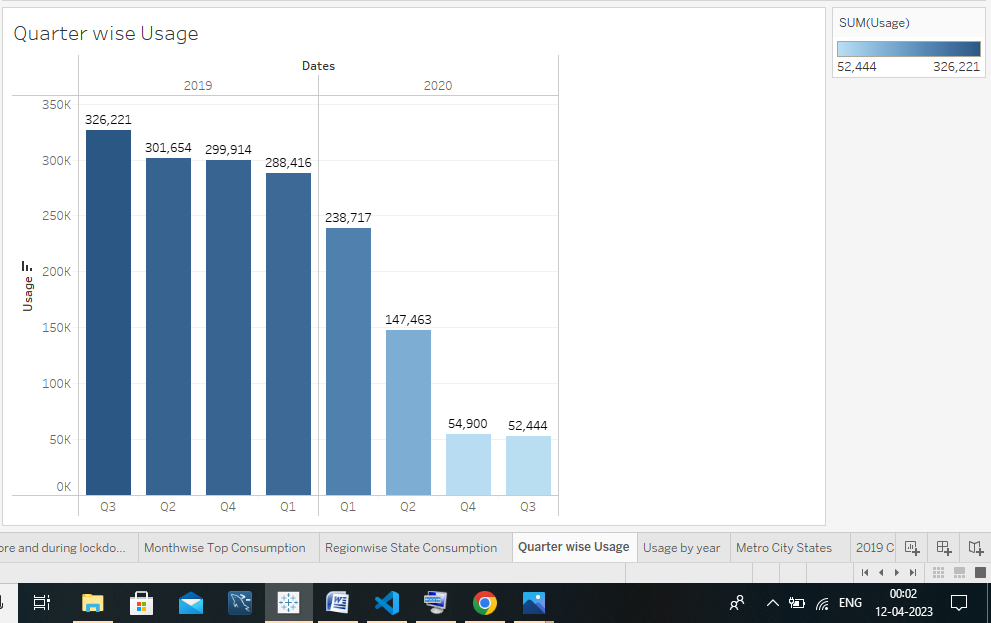 Quarter wise Usage
SUM(Usage)
52,444 326,221
Dates
2019 2020
350K
300K
250K
200K
150K
100K
50K
0K
Usage
326,221
301,654
299,914
288,416
238,717
147,463
54,900
52,444
Q3 Q2 Q4 Q1 Q1 Q2 Q4 Q3
ore and during lockdo... Monthwise Top Consumption Regionwise State Consumption Quarter wise Usage Usage by year Metro City States 2019 C
ENG
00:02
12-04-2023